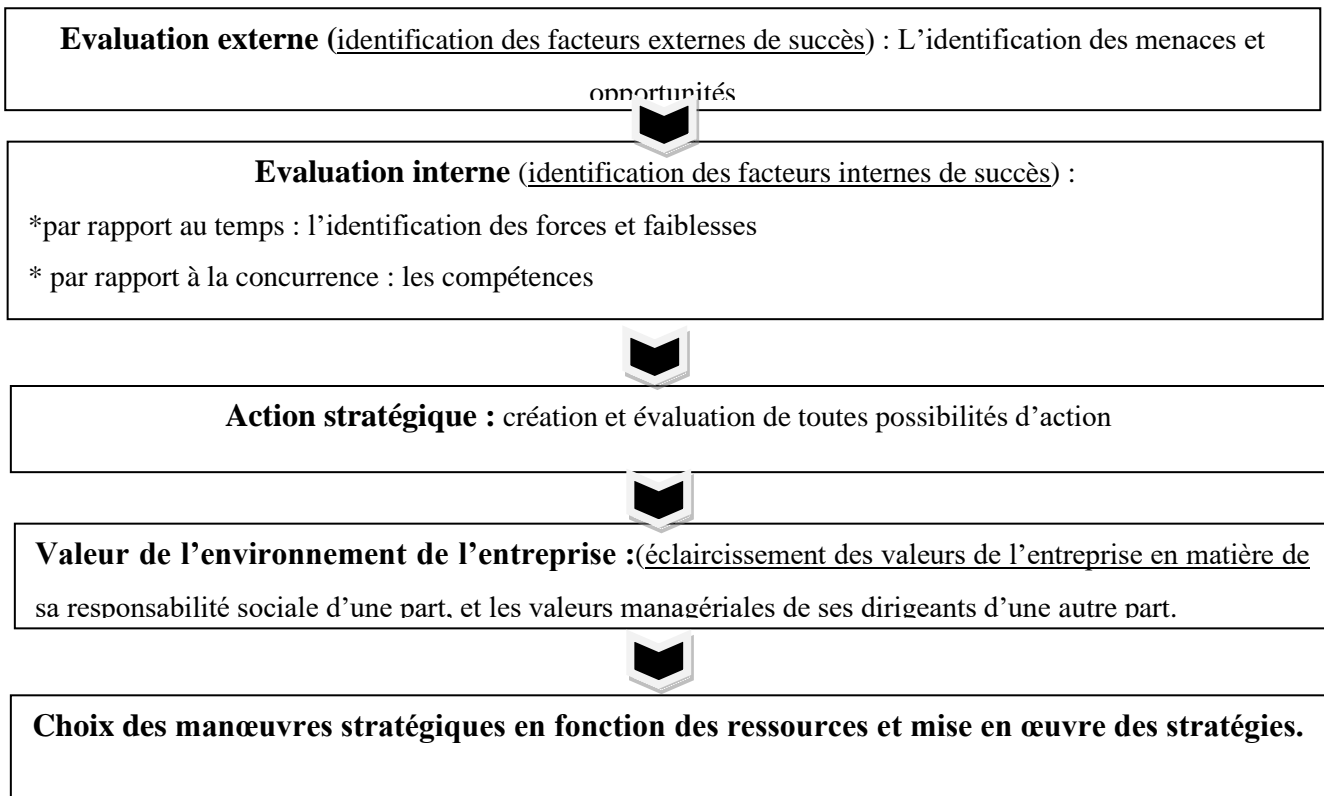 Evaluation externe (identification des facteurs externes de succès) : L’identification des menaces et
opportunités
Evaluation interne (identification des facteurs internes de succès) :
*par rapport au temps : l’identification des forces et faiblesses
* par rapport à la concurrence : les compétences
Action stratégique : création et évaluation de toutes possibilités d’action
Valeur de l’environnement de l’entreprise :(éclaircissement des valeurs de l’entreprise en matière de
sa responsabilité sociale d’une part, et les valeurs managériales de ses dirigeants d’une autre part.
Choix des manœuvres stratégiques en fonction des ressources et mise en œuvre des stratégies.